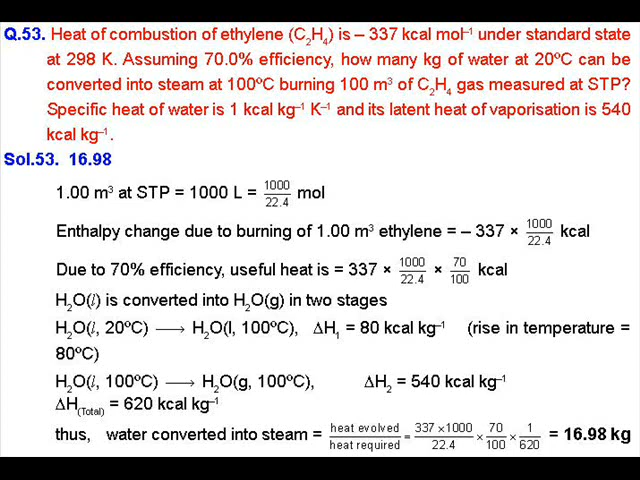 Q.53. Heat of combustion of ethylene (C₂H₄) is – 337 kcal mol⁻¹ under standard state
at 298 K. Assuming 70.0% efficiency, how many kg of water at 20ºC can be
converted into steam at 100ºC burning 100 m³ of C₂H₄ gas measured at STP?
Specific heat of water is 1 kcal kg⁻¹ K⁻¹ and its latent heat of vaporisation is 540
kcal kg⁻¹.
Sol.53. 16.98
1.00 m³ at STP = 1000 L = 1000/22.4 mol
Enthalpy change due to burning of 1.00 m³ ethylene = – 337 × 1000/22.4 kcal
Due to 70% efficiency, useful heat is = 337 × 1000/22.4 × 70/100 kcal
H₂O(l) is converted into H₂O(g) in two stages
H₂O(l, 20ºC) ⟶ H₂O(l, 100ºC), ΔH₁ = 80 kcal kg⁻¹ (rise in temperature =
80ºC)
H₂O(l, 100ºC) ⟶ H₂O(g, 100ºC), ΔH₂ = 540 kcal kg⁻¹
ΔH(Total) = 620 kcal kg⁻¹
thus, water converted into steam = heat evolved/heat required = 337 ×1000/22.4 × 70/100 × 1/620 = 16.98 kg